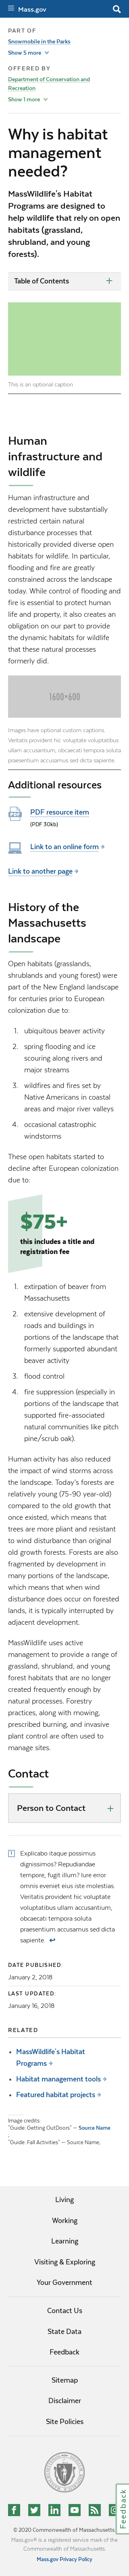 Mass.gov
PART OF
Snowmobile in the Parks
Show 5 more
OFFERED BY
Department of Conservation and
Recreation
Show 1 more
Why is habitat
management
needed?
MassWildlife's Habitat
Programs are designed to
help wildlife that rely on open
habitats (grassland,
shrubland, and young
forests).
Table of Contents
This is an optional caption
Human
infrastructure and
wildlife
Human infrastructure and
development have substantially
restricted certain natural
disturbance processes that
historically provided diverse open
habitats for wildlife. In particular,
flooding and fire are greatly
constrained across the landscape
today. While control of flooding and
fire is essential to protect human
life and property, it also creates an
obligation on our part to provide
the dynamic habitats for wildlife
that the need these processes
formerly did.
1600×600
Images have optional custom captions.
Veritatis provident hic, voluptate voluptatibus
ullam accusantium, obcaecati tempora soluta
praesentium accusamus sed dicta sapiente.
Additional resources
PDF resource item
(PDF 30kb)
Link to an online form
Link to another page
History of the
Massachusetts
landscape
Open habitats (grasslands,
shrublands and young forest) were
part of the New England landscape
for centuries prior to European
colonization due to:
1. ubiquitous beaver activity
2. spring flooding and ice
scouring along rivers and
major streams
3. wildfires and fires set by
Native Americans in coastal
areas and major river valleys
4. occasional catastrophic
windstorms
These open habitats started to
decline after European colonization
due to:
$75+
this includes a title and
registration fee
1. extirpation of beaver from
Massachusetts
2. extensive development of
roads and buildings in
portions of the landscape that
formerly supported abundant
beaver activity
3. flood control
4. fire suppression (especially in
portions of the landscape that
supported fire-associated
natural communities like pitch
pine/scrub oak).
Human activity has also reduced
the impact of wind storms across
the landscape. Today's forests are
relatively young (75-90 year-old)
compared to the old growth that
once existed, which means that
trees are more pliant and resistant
to wind disturbance than original
old growth forests. Forests are also
fragmented by development in
many portions of the landscape, so
when wind disturbance does occur
on forested lands, it is typically
interrupted by adjacent
development.
MassWildlife uses active
management to provide a range of
grassland, shrubland, and young
forest habitats that are no longer
created frequently enough by
natural processes. Forestry
practices, along with mowing,
prescribed burning, and invasive
plant control are used to manage
sites.
Contact
Person to Contact
1 Explicabo itaque possimus
dignissimos? Repudiandae
tempore, fugit ullum? Iure error
omnis eveniet eius iste molestias.
Veritatis provident hic voluptate
voluptatibus ullam accusantium,
obcaecati tempora soluta
praesentium accusamus sed dicta
sapiente. ↩
DATE PUBLISHED
January 2, 2018
LAST UPDATED
January 16, 2018
RELATED
MassWildlife's Habitat
Programs
Habitat management tools
Featured habitat projects
Image credits:
"Guide: Getting OutDoors" — Source Name
,
"Guide: Fall Activities" — Source Name,
Living
Working
Learning
Visiting & Exploring
Your Government
Contact Us
State Data
Feedback
Sitemap
Disclaimer
Site Policies
Feedback
© 2020 Commonwealth of Massachusetts.
Mass.gov® is a registered service mark of the
Commonwealth of Massachusetts.
Mass.gov Privacy Policy